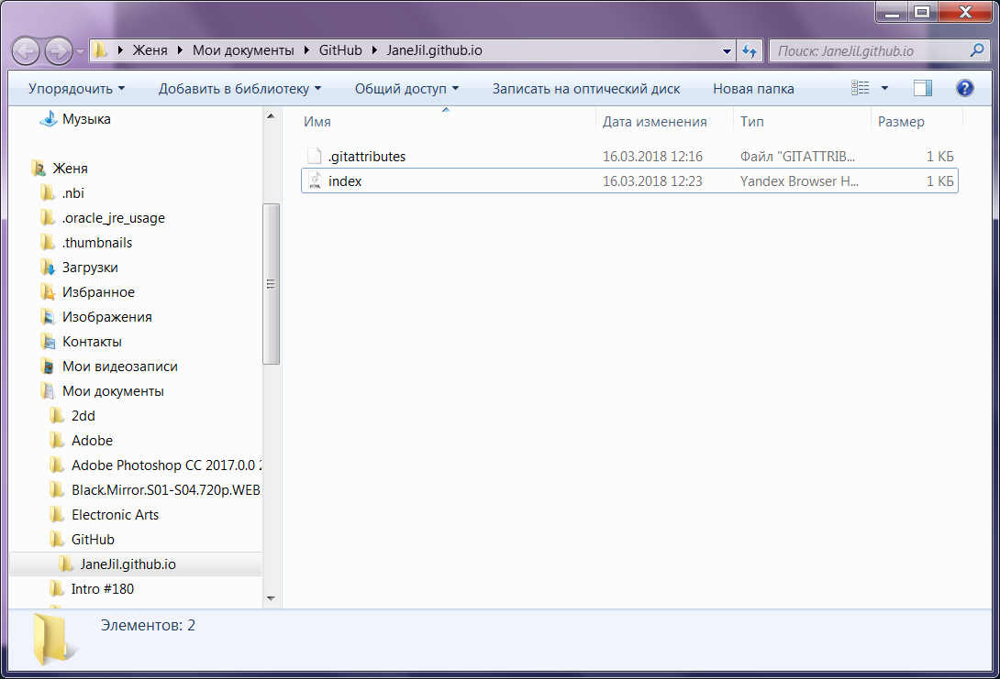 Женя Мои документы GitHub JaneJil.github.io Поиск: JaneJil.github.io
Упорядочить Добавить в библиотеку Общий доступ Записать на оптический диск Новая папка
Музыка
Женя
.nbi
.oracle_jre_usage
.thumbnails
Загрузки
Избранное
Изображения
Контакты
Мои видеозаписи
Мои документы
2dd
Adobe
Adobe Photoshop CC 2017.0.0
Black.Mirror.S01-S04.720p.WEB
Electronic Arts
GitHub
JaneJil.github.io
Intro #180
Имя Дата изменения Тип Размер
.gitattributes 16.03.2018 12:16 Файл "GITATTRIB... 1 КБ
index 16.03.2018 12:23 Yandex Browser H... 1 КБ
Элементов: 2